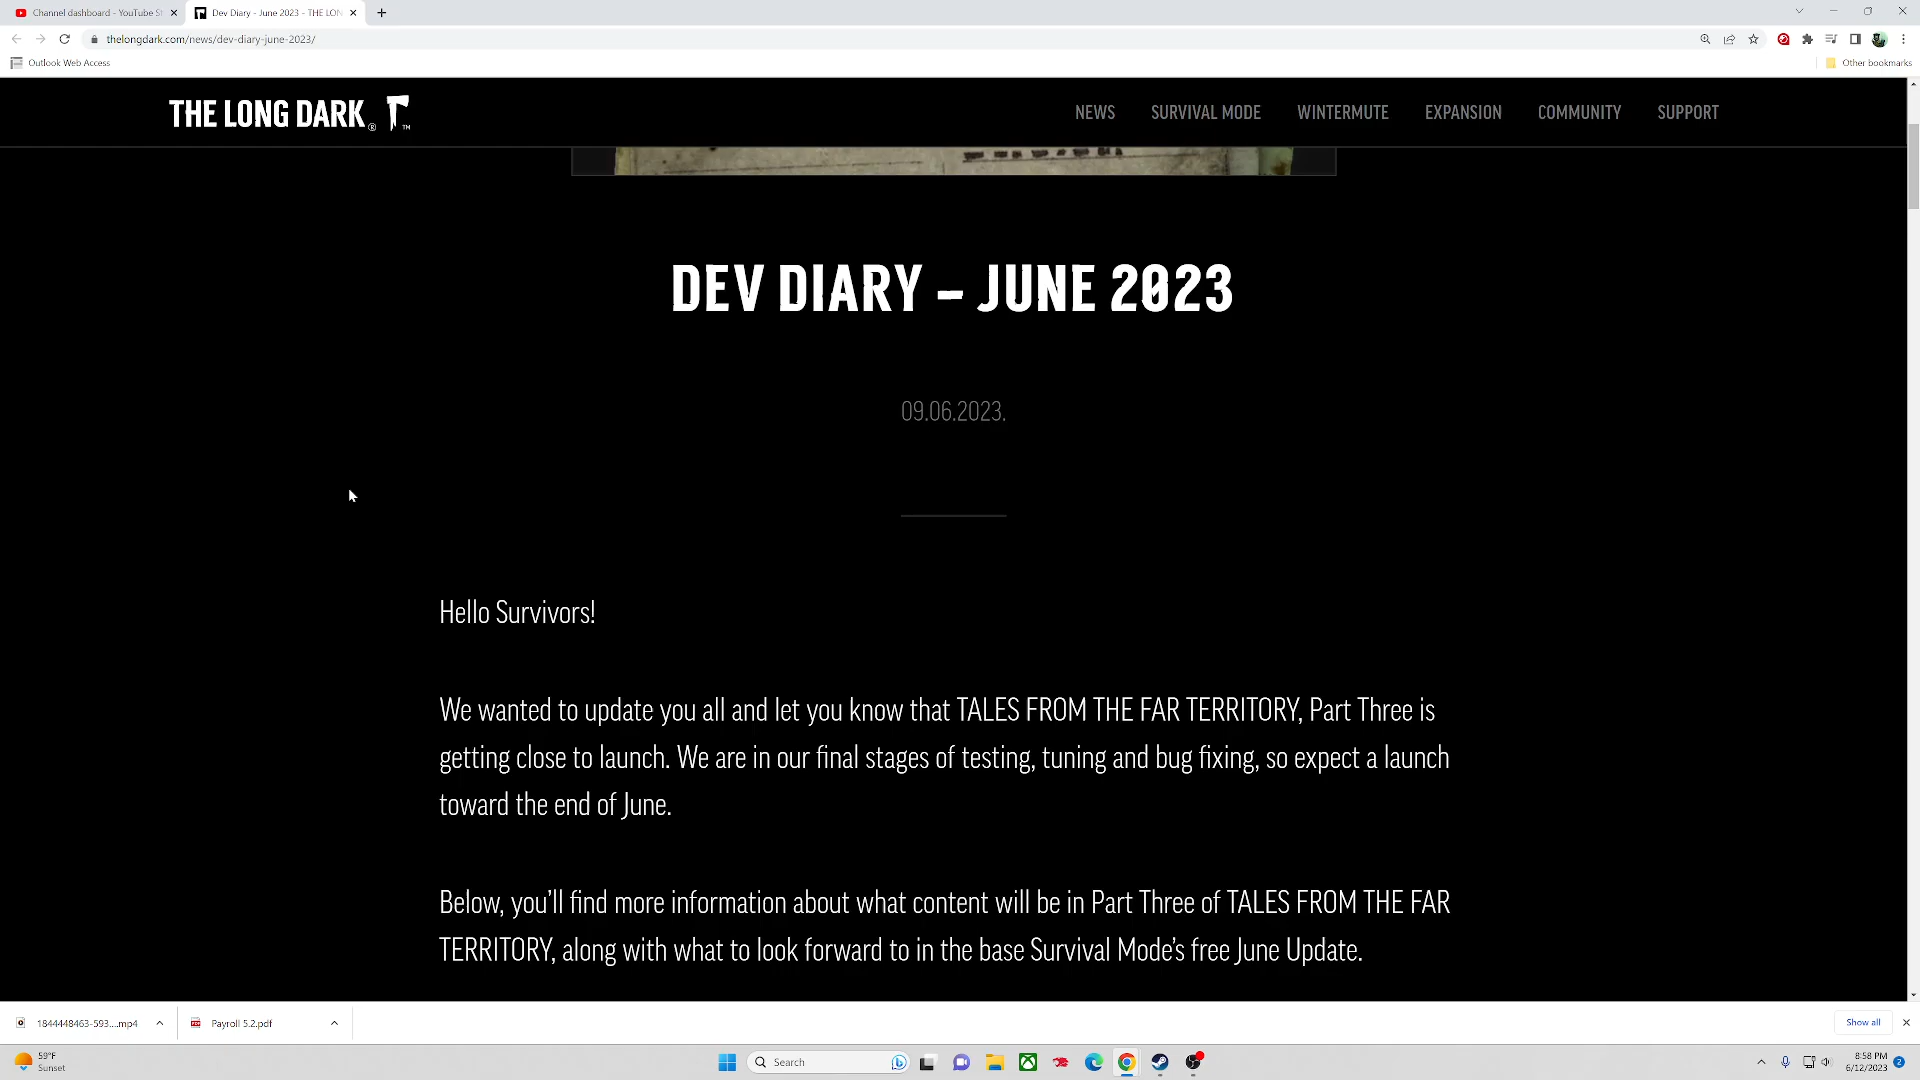 Channel dashboard - YouTube St
Dev Diary - June 2023 - THE LON
thelongdark.com/news/dev-diary-june-2023/
Outlook Web Access
Other bookmarks
THE LONG DARK
NEWS SURVIVAL MODE WINTERMUTE EXPANSION COMMUNITY SUPPORT
DEV DIARY – JUNE 2023
09.06.2023.
Hello Survivors!
We wanted to update you all and let you know that TALES FROM THE FAR TERRITORY, Part Three is
getting close to launch. We are in our final stages of testing, tuning and bug fixing, so expect a launch
toward the end of June.
Below, you’ll find more information about what content will be in Part Three of TALES FROM THE FAR
TERRITORY, along with what to look forward to in the base Survival Mode’s free June Update.
1844448463-593....mp4
Payroll 5.2.pdf
Show all
59°F
Sunset
Search
8:58 PM
6/12/2023
2